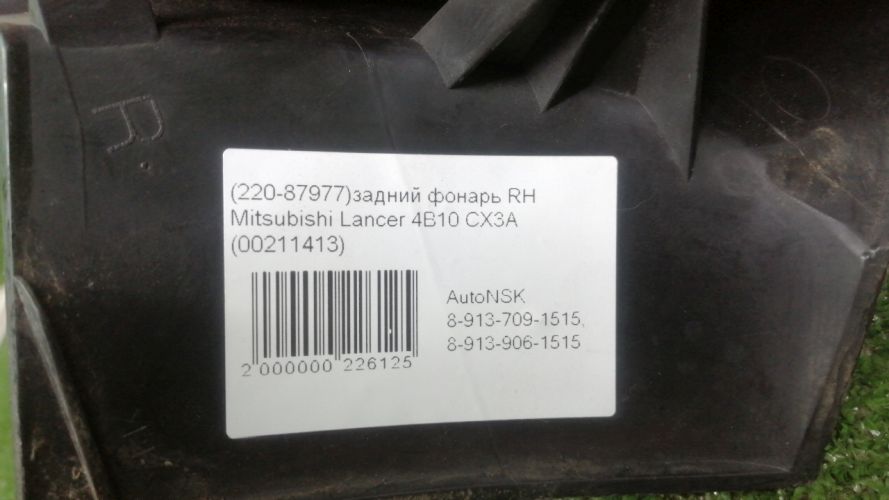 R
(220-87977)задний фонарь RH
Mitsubishi Lancer 4B10 CX3A
(00211413)
AutoNSK
8-913-709-1515,
8-913-906-1515
2 000000 226125